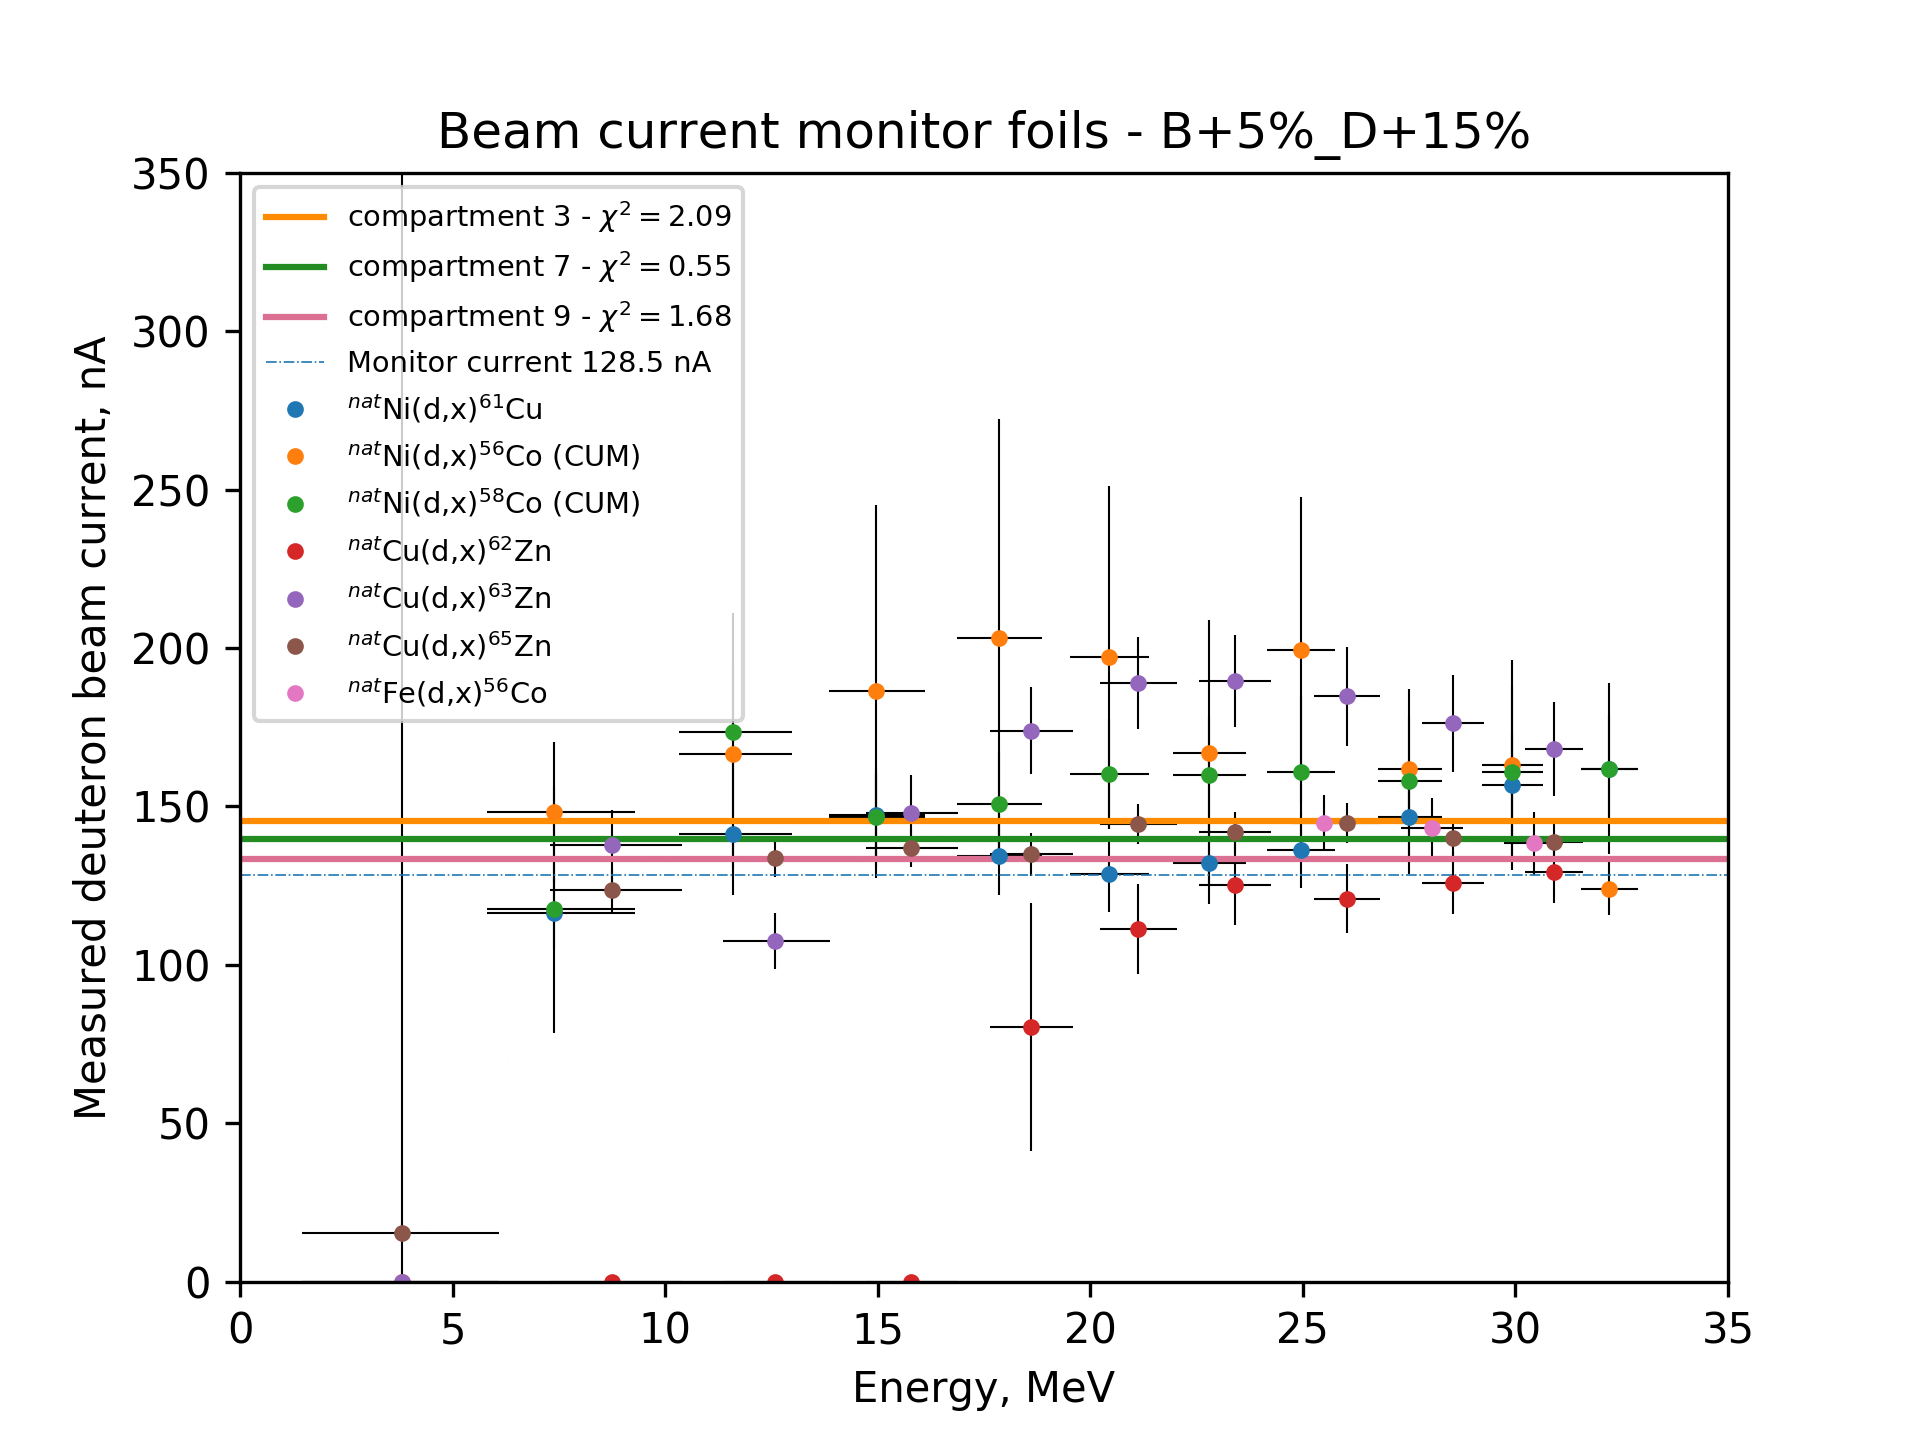 Beam current monitor foils - B+5%_D+15%
Measured deuteron beam current, nA
350
300
250
200
150
100
50
0
compartment 3 - χ² = 2.09
compartment 7 - χ² = 0.55
compartment 9 - χ² = 1.68
Monitor current 128.5 nA
ⁿᵃᵗNi(d,x)⁶¹Cu
ⁿᵃᵗNi(d,x)⁵⁶Co (CUM)
ⁿᵃᵗNi(d,x)⁵⁸Co (CUM)
ⁿᵃᵗCu(d,x)⁶²Zn
ⁿᵃᵗCu(d,x)⁶³Zn
ⁿᵃᵗCu(d,x)⁶⁵Zn
ⁿᵃᵗFe(d,x)⁵⁶Co
0 5 10 15 20 25 30 35
Energy, MeV